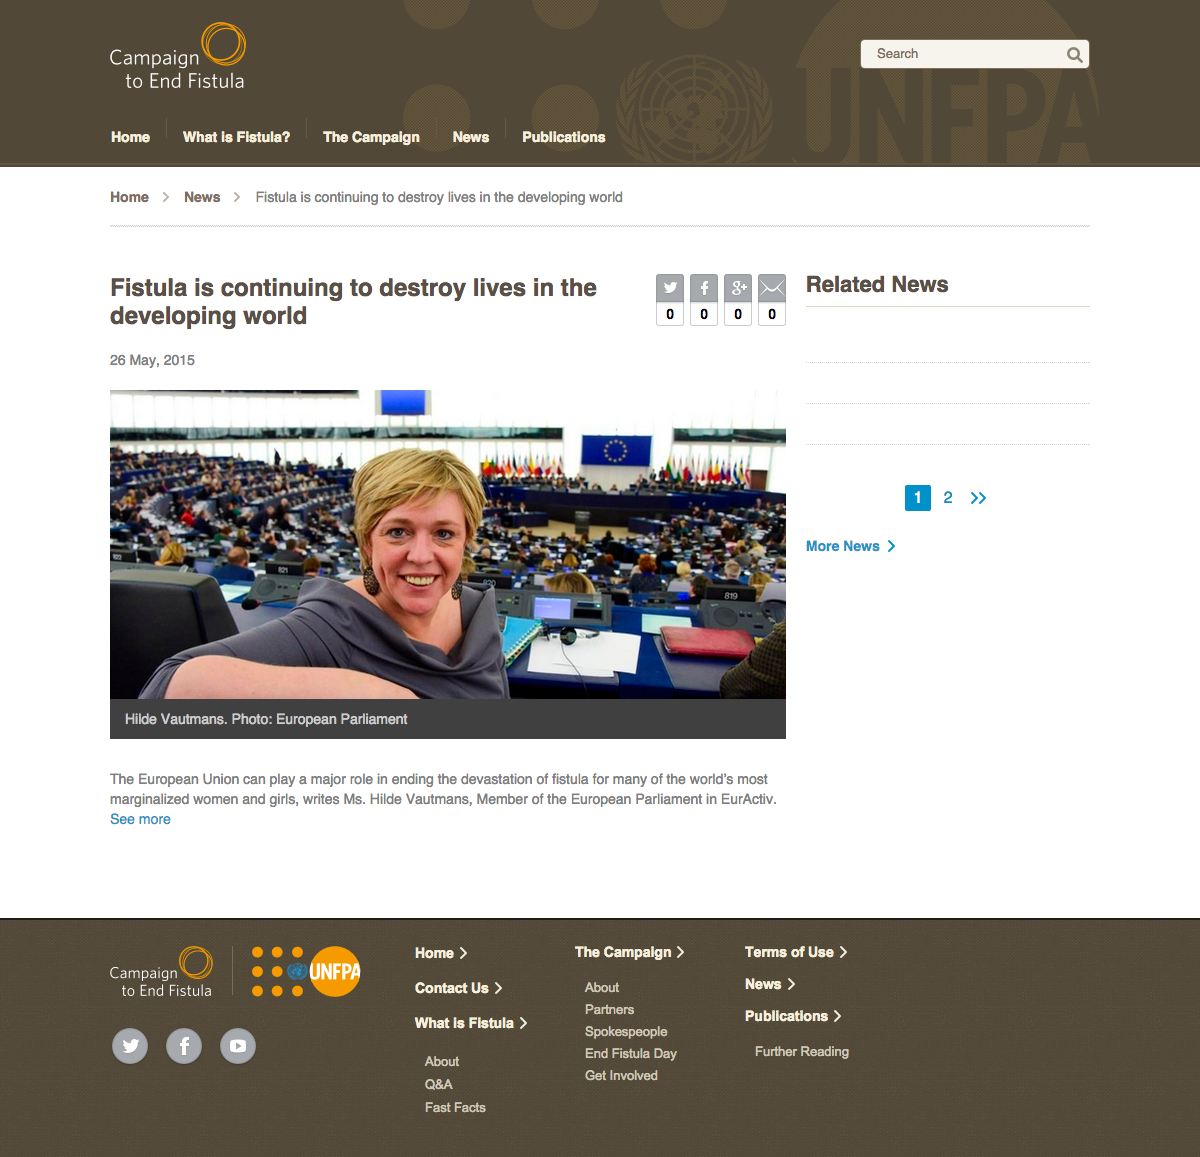 Campaign
to End Fistula
Search
UNFPA
Home
What is Fistula?
The Campaign
News
Publications
Home
News
Fistula is continuing to destroy lives in the developing world
Fistula is continuing to destroy lives in the
developing world
0
0
0
0
26 May, 2015
821
820
819
Hilde Vautmans. Photo: European Parliament
The European Union can play a major role in ending the devastation of fistula for many of the world's most
marginalized women and girls, writes Ms. Hilde Vautmans, Member of the European Parliament in EurActiv.
See more
Related News
1 2 >>
More News >
Campaign
to End Fistula
UNFPA
Home >
Contact Us >
What is Fistula >
About
Q&A
Fast Facts
The Campaign >
About
Partners
Spokespeople
End Fistula Day
Get Involved
Terms of Use >
News >
Publications >
Further Reading